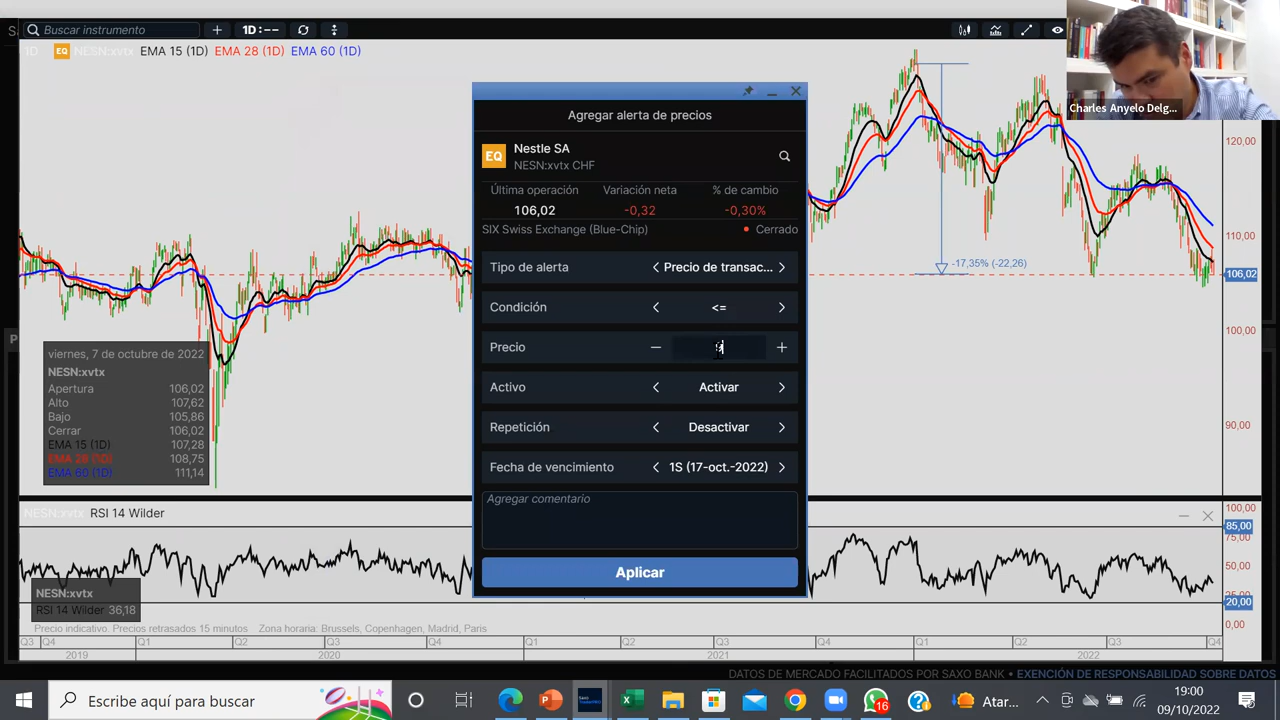 Buscar instrumento
1D:--
Charles Anyelo Delg...
1D EQ NESN:xvtx EMA 15 (1D) EMA 28 (1D) EMA 60 (1D)
Agregar alerta de precios
EQ
Nestle SA
NESN:xvtx CHF
Última operación Variación neta % de cambio
106,02 -0,32 -0,30%
SIX Swiss Exchange (Blue-Chip) Cerrado
Tipo de alerta Precio de transac...
Condición <=
Precio
Activo Activar
Repetición Desactivar
Fecha de vencimiento 1S (17-oct.-2022)
Agregar comentario
Aplicar
viernes, 7 de octubre de 2022
NESN:xvtx
Apertura 106,02
Alto 107,62
Bajo 105,86
Cerrar 106,02
EMA 15 (1D) 107,28
EMA 28 (1D) 108,75
EMA 60 (1D) 111,14
-17,35% (-22,26)
120,00
110,00
106,02
100,00
90,00
NESN:xvtx RSI 14 Wilder
100,00
85,00
75,00
50,00
25,00
20,00
0,00
NESN:xvtx
RSI 14 Wilder 36,18
Precio indicativo. Precios retrasados 15 minutos Zona horaria: Brussels, Copenhagen, Madrid, Paris
Q3 Q4 Q1 Q2 Q3 Q4 Q1 Q2 Q3 Q4 Q1 Q2 Q3 Q4
2019 2020 2021 2022
DATOS DE MERCADO FACILITADOS POR SAXO BANK • EXENCIÓN DE RESPONSABILIDAD SOBRE DATOS
Escribe aquí para buscar
16
Atar...
19:00
09/10/2022